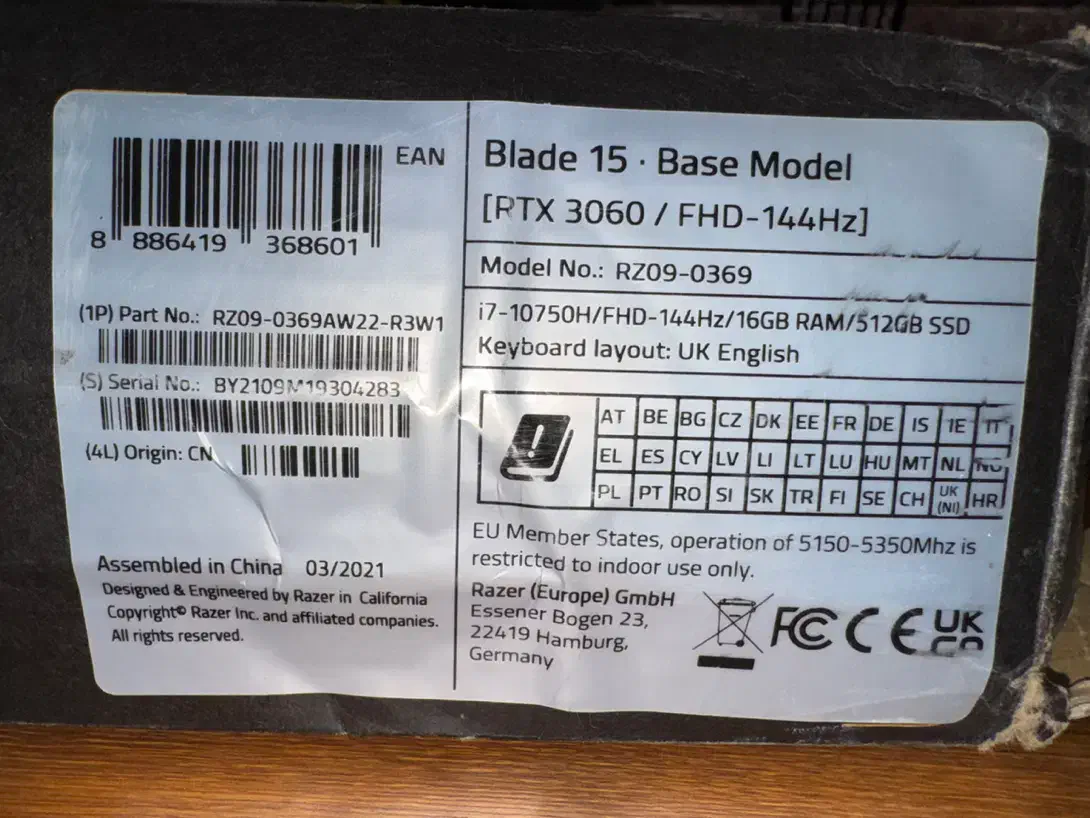 EAN
8 886419 368601
(1P) Part No.: RZ09-0369AW22-R3W1
(S) Serial No.: BY2109M19304283
(4L) Origin: CN
Assembled in China 03/2021
Designed & Engineered by Razer in California
Copyright© Razer Inc. and affiliated companies.
All rights reserved.
Blade 15 · Base Model
[RTX 3060 / FHD-144Hz]
Model No.: RZ09-0369
i7-10750H/FHD-144Hz/16GB RAM/512GB SSD
Keyboard layout: UK English
AT BE BG CZ DK EE FR DE IS IE IT
EL ES CY LV LI LT LU HU MT NL NO
PL PT RO SI SK TR FI SE CH UK (NI) HR
EU Member States, operation of 5150-5350Mhz is
restricted to indoor use only.
Razer (Europe) GmbH
Essener Bogen 23,
22419 Hamburg,
Germany
FC CE UK CA